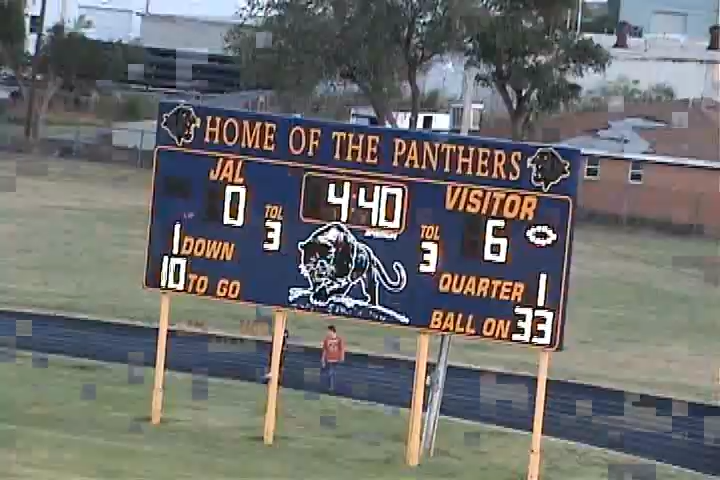 HOME OF THE PANTHERS
JAL 4:40 VISITOR
0 TOL 3 TOL 3 6
1 DOWN
10 TO GO
QUARTER 1
BALL ON 33